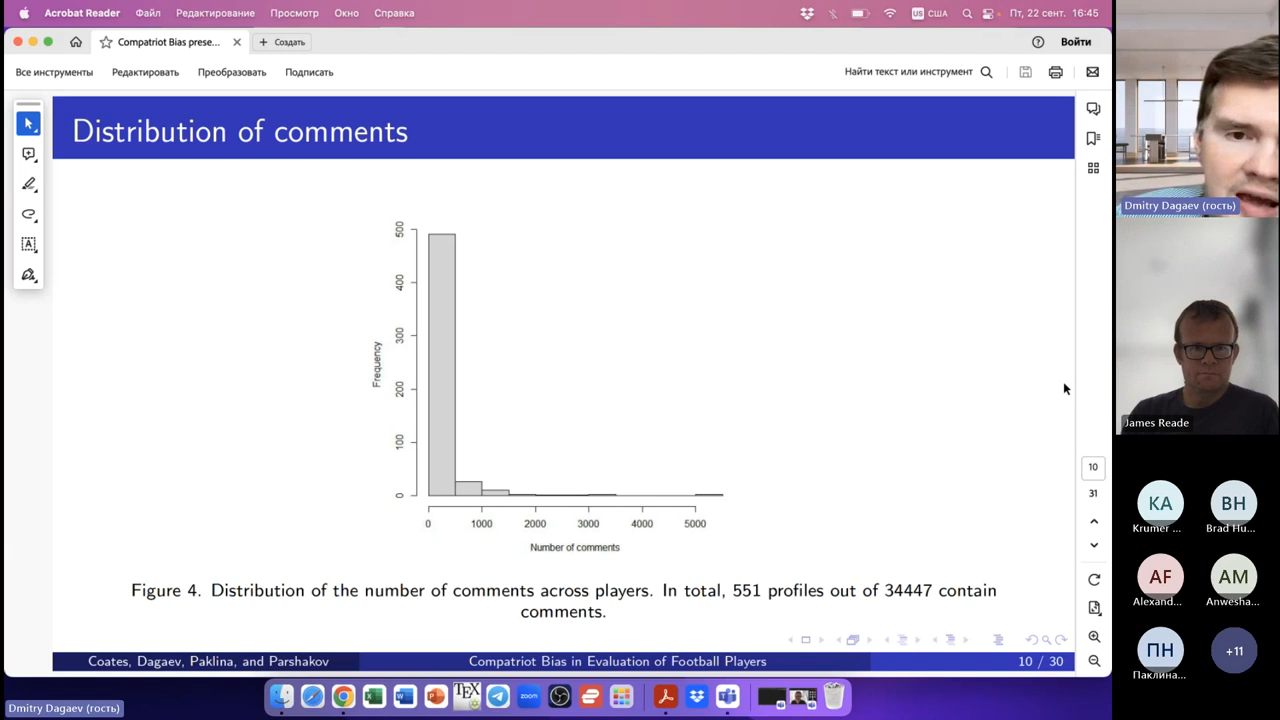 Acrobat Reader Файл Редактирование Просмотр Окно Справка US США Пт, 22 сент. 16:45
Compatriot Bias prese... + Создать Войти
Все инструменты Редактировать Преобразовать Подписать Найти текст или инструмент
Distribution of comments
500
400
300
200
100
0
Frequency
0 1000 2000 3000 4000 5000
Number of comments
Figure 4. Distribution of the number of comments across players. In total, 551 profiles out of 34447 contain
comments.
Coates, Dagaev, Paklina, and Parshakov Compatriot Bias in Evaluation of Football Players 10 / 30
10
31
Dmitry Dagaev (гость)
James Reade
KA BH
Krumer ... Brad Hu...
AF AM
Alexand... Anwesha...
ПН +11
Паклина...
TEX zoom
Dmitry Dagaev (гость)